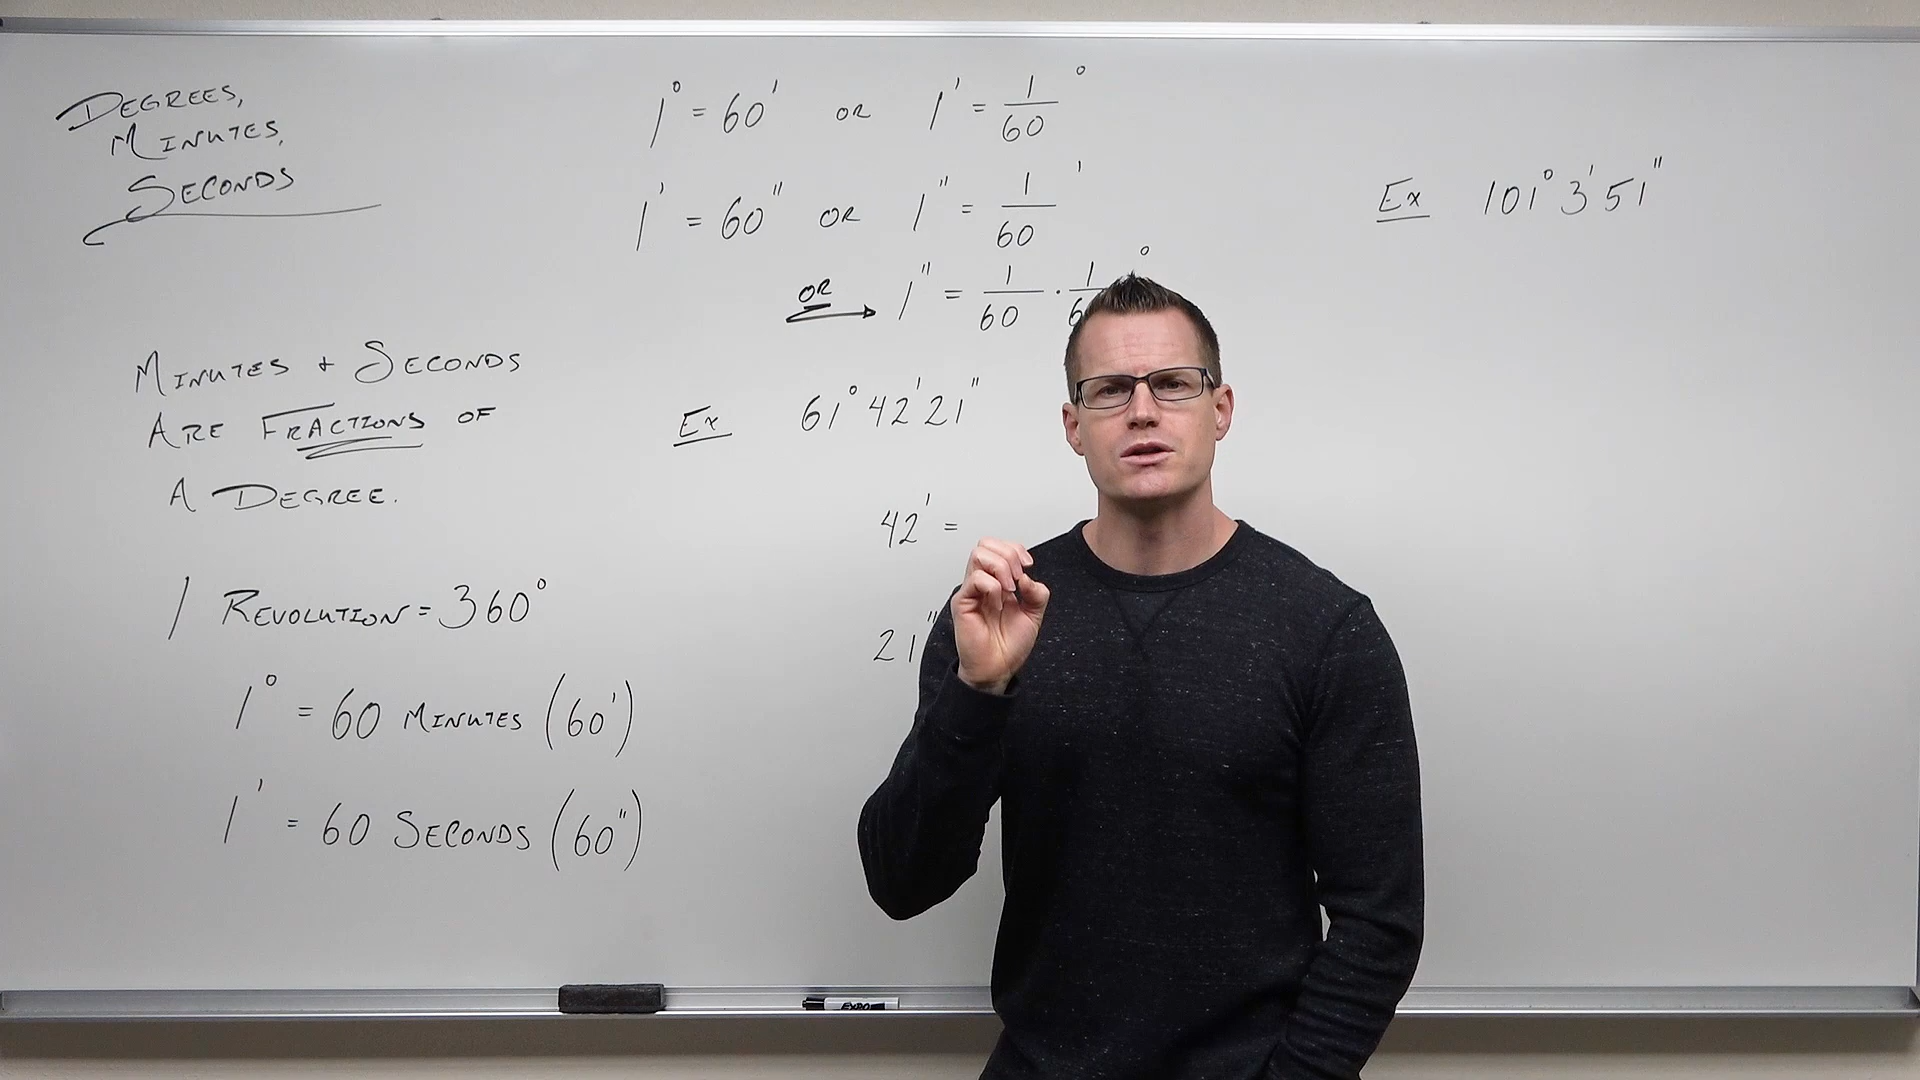 DEGREES,
MINUTES,
SECONDS
MINUTES + SECONDS
ARE FRACTIONS OF
A DEGREE.
1 REVOLUTION = 360°
1° = 60 MINUTES (60')
1' = 60 SECONDS (60")
1° = 60' OR 1' = 1/60 °
1' = 60" OR 1" = 1/60 '
OR → 1" = 1/60 · 1/6 °
Ex 61° 42' 21"
42' =
21"
Ex 101° 3' 51"
EXPO